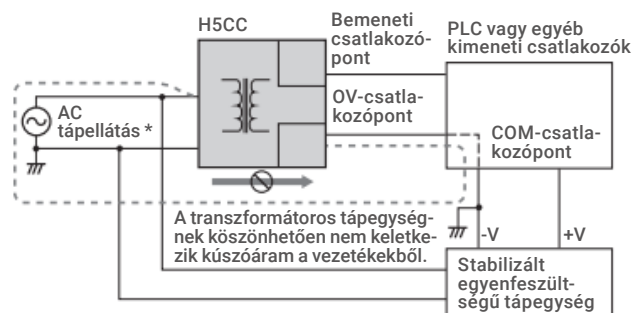 H5CC
Bemeneti
csatlakozó-
pont
PLC vagy egyéb
kimeneti csatlakozók
AC
tápellátás *
OV-csatla-
kozópont
COM-csatla-
kozópont
A transzformátoros tápegység-
nek köszönhetően nem keletke-
zik kúszóáram a vezetékekből.
-V
+V
Stabilizált
egyenfeszült-
ségű tápegység